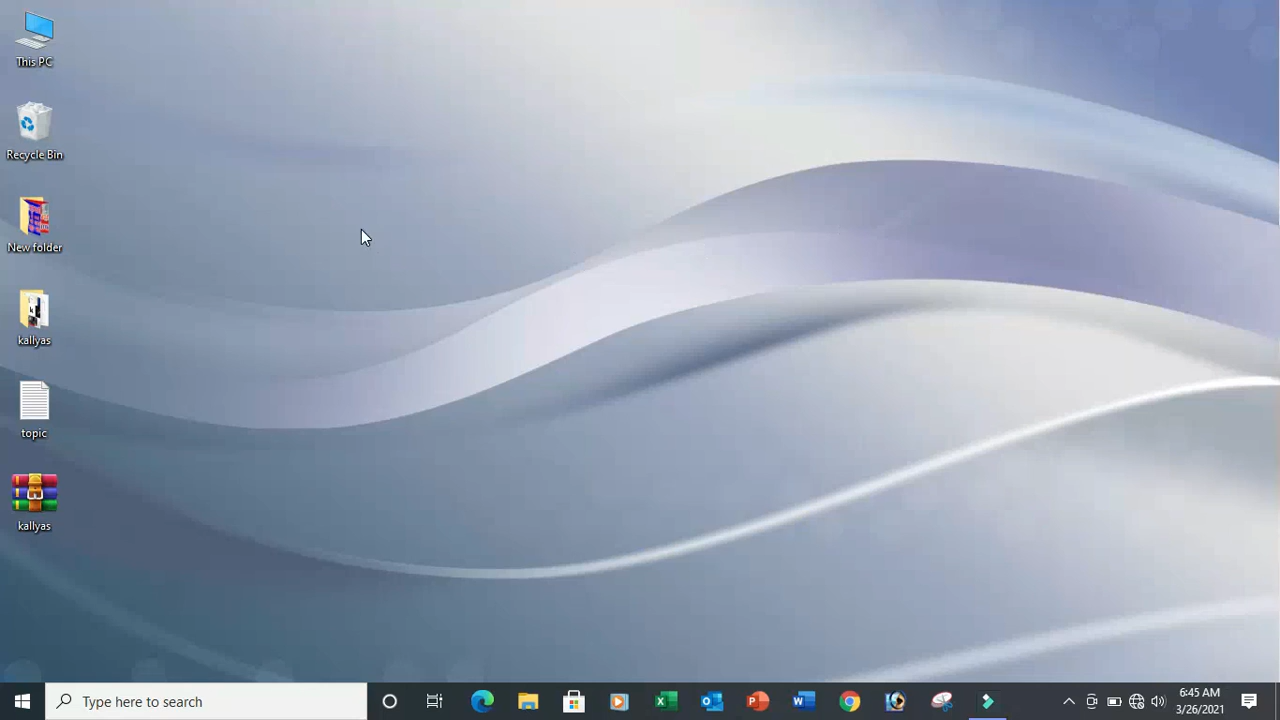 This PC
Recycle Bin
New folder
kallyas
topic
kallyas
Type here to search
6:45 AM
3/26/2021